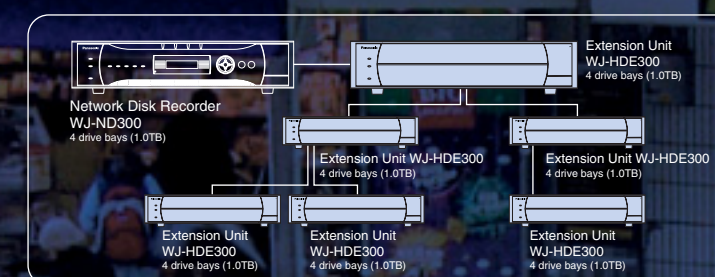 Panasonic
Panasonic
Extension Unit
WJ-HDE300
4 drive bays (1.0TB)
Network Disk Recorder
WJ-ND300
4 drive bays (1.0TB)
Extension Unit WJ-HDE300
4 drive bays (1.0TB)
Extension Unit WJ-HDE300
4 drive bays (1.0TB)
Extension Unit
WJ-HDE300
4 drive bays (1.0TB)
Extension Unit
WJ-HDE300
4 drive bays (1.0TB)
Extension Unit
WJ-HDE300
4 drive bays (1.0TB)